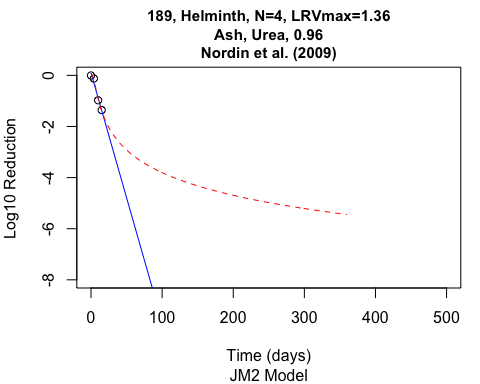 189, Helminth, N=4, LRVmax=1.36
Ash, Urea, 0.96
Nordin et al. (2009)
Log10 Reduction
0
-2
-4
-6
-8
0 100 200 300 400 500
Time (days)
JM2 Model